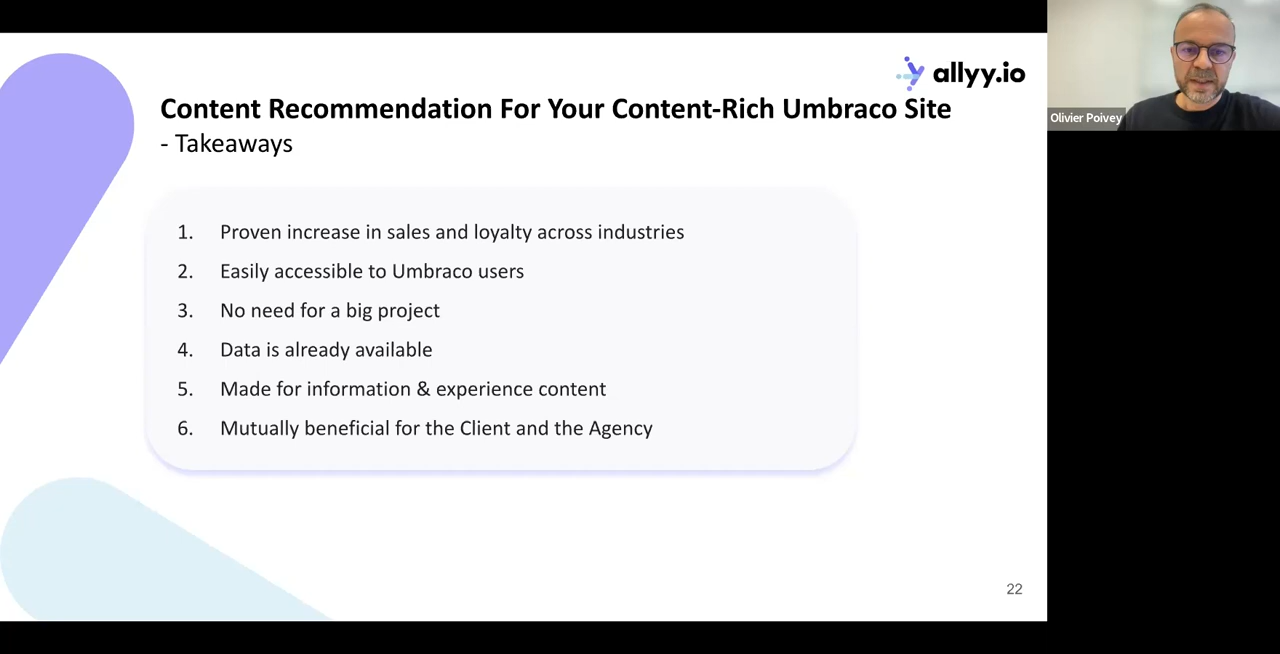 allyy.io
Content Recommendation For Your Content-Rich Umbraco Site
- Takeaways
1. Proven increase in sales and loyalty across industries
2. Easily accessible to Umbraco users
3. No need for a big project
4. Data is already available
5. Made for information & experience content
6. Mutually beneficial for the Client and the Agency
22
Olivier Poivey